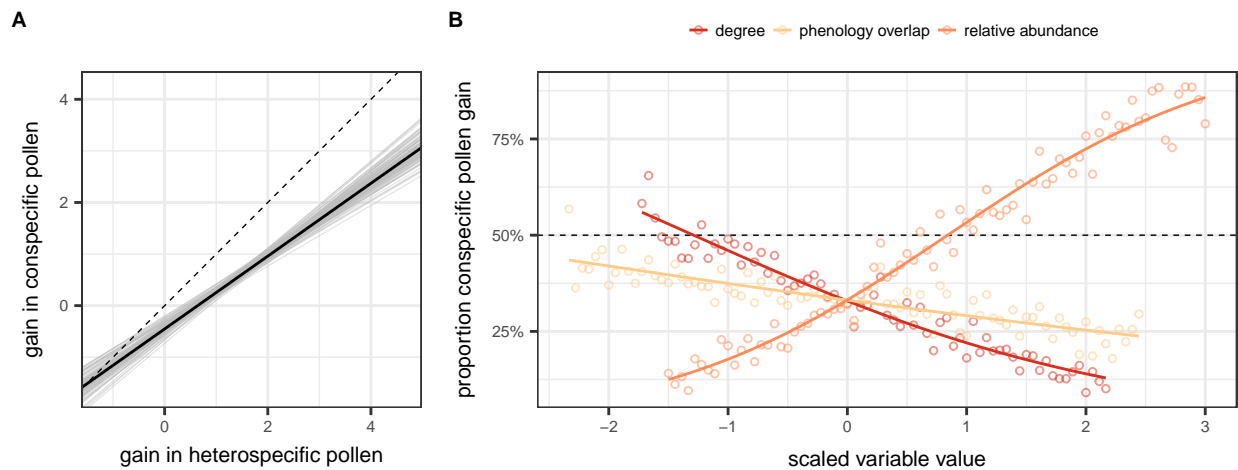 A
gain in conspecific pollen
4
2
0
0
2
4
gain in heterospecific pollen
B
degree
phenology overlap
relative abundance
proportion conspecific pollen gain
75%
50%
25%
−2
−1
0
1
2
3
scaled variable value